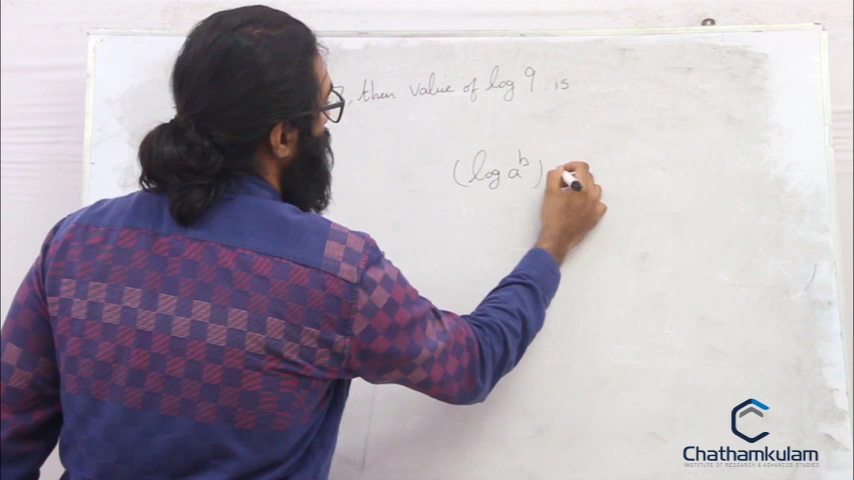 , then value of log 9 is
(log a^b)
Chathamkulam
INSTITUTE OF RESEARCH & ADVANCED STUDIES